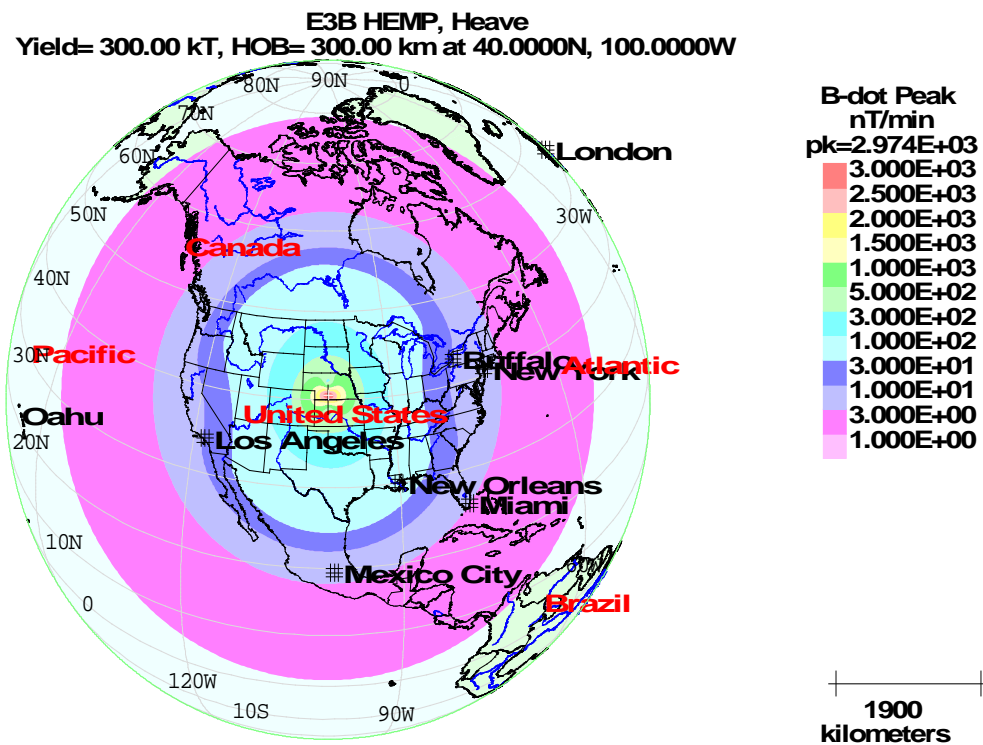 E3B HEMP, Heave
Yield= 300.00 kT, HOB= 300.00 km at 40.0000N, 100.0000W
B-dot Peak
nT/min
pk=2.974E+03
3.000E+03
2.500E+03
2.000E+03
1.500E+03
1.000E+03
5.000E+02
3.000E+02
1.000E+02
3.000E+01
1.000E+01
3.000E+00
1.000E+00
80N
90N
0
70N
60N
London
50N
30W
Canada
40N
30N
Pacific
Buffalo
Atlantic
New York
Oahu
United States
20N
Los Angeles
New Orleans
Miami
10N
60W
Mexico City
0
Brazil
120W
10S
90W
1900
kilometers